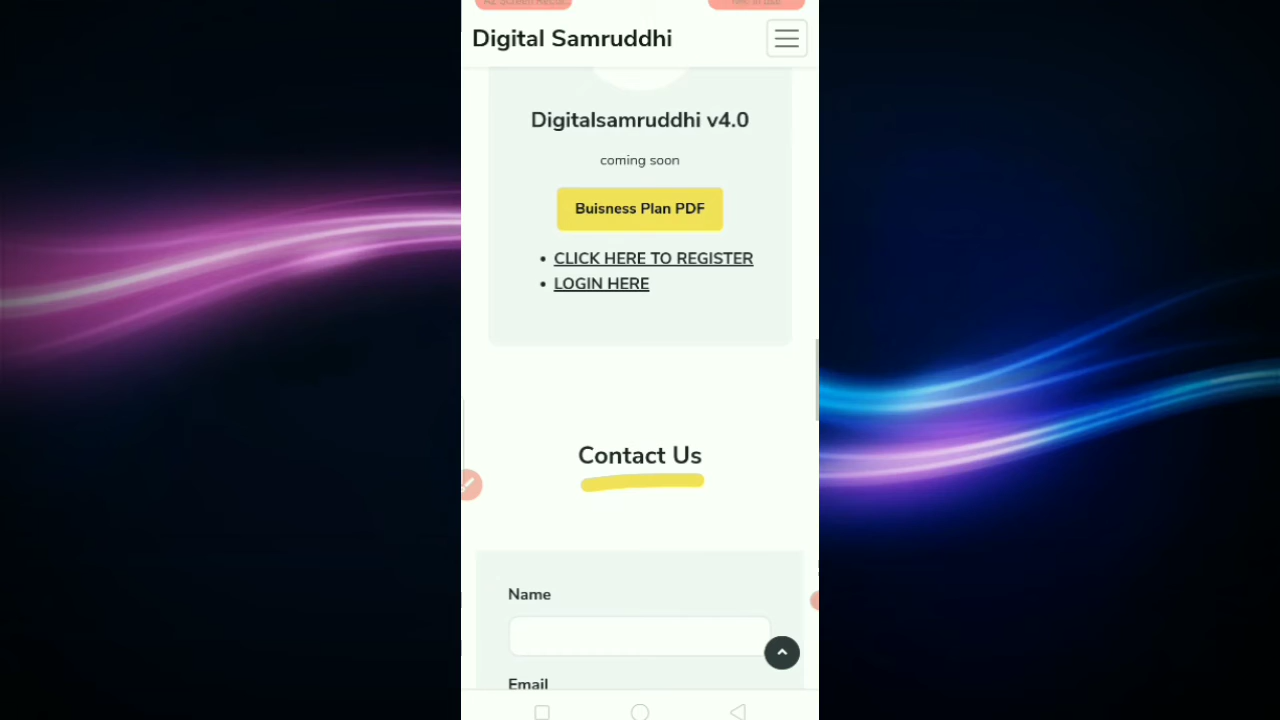 Digital Samruddhi
Digitalsamruddhi v4.0
coming soon
Buisness Plan PDF
CLICK HERE TO REGISTER
LOGIN HERE
Contact Us
Name
Email